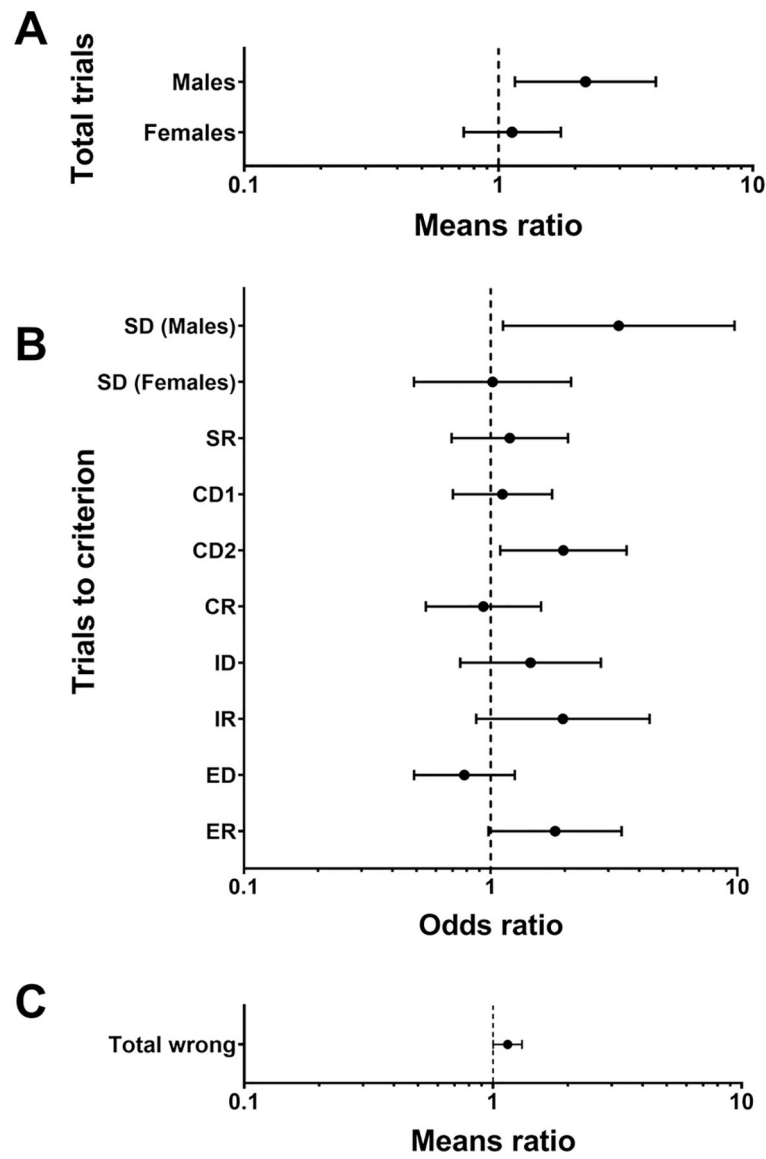 A
Total trials
Males
Females
0.1 1 10
Means ratio
B
Trials to criterion
SD (Males)
SD (Females)
SR
CD1
CD2
CR
ID
IR
ED
ER
0.1 1 10
Odds ratio
C
Total wrong
0.1 1 10
Means ratio